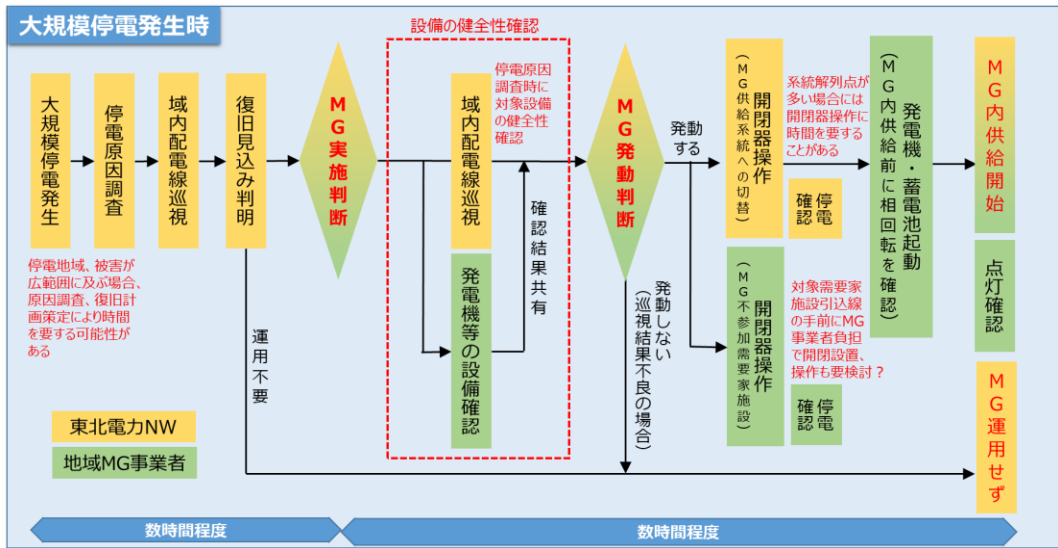 大規模停電発生時
設備の健全性確認
大規模停電発生
停電原因調査
域内配電線巡視
復旧見込み判明
MG実施判断
域内配電線巡視
停電原因
調査時に
対象設備
の健全性
確認
発電機等の設備確認
確認結果共有
MG発動判断
発動
する
開閉器操作
(MG供給系統への切替)
系統解列点が
多い場合には
開閉器操作に
時間を要する
ことがある
停電
確認
発電機・蓄電池起動
(MG内供給前に相回転を確認)
MG内供給開始
点灯確認
停電地域、被害が
広範囲に及ぶ場合、
原因調査、復旧計
画策定により時間
を要する可能性が
ある
運用不要
発動しない
(巡視結果不良の場合)
開閉器操作
(MG不参加需要家施設)
対象需要家
施設引込線
の手前にMG
事業者負担
で開閉設置、
操作も要検討?
停電
確認
MG運用せず
東北電力NW
地域MG事業者
数時間程度
数時間程度